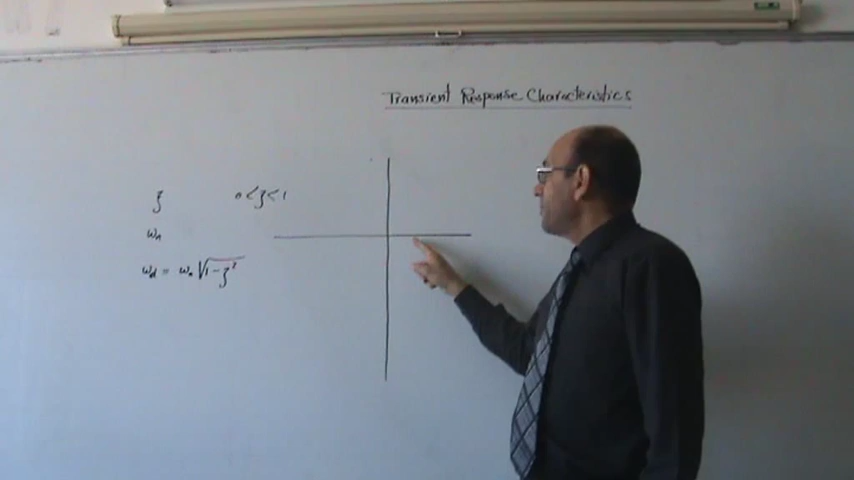 Transient Response Characteristics
ζ 0 < ζ < 1
ωn
ωd = ωn √1-ζ²